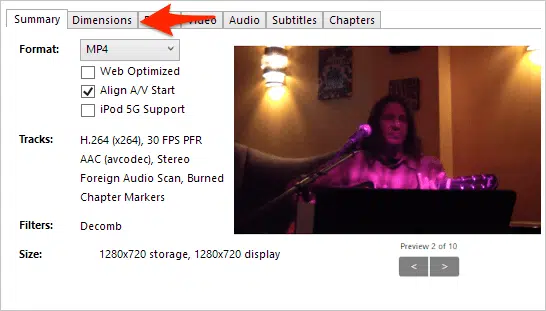 Summary
Dimensions
Video
Audio
Subtitles
Chapters
Format:
MP4
Web Optimized
Align A/V Start
iPod 5G Support
Tracks:
H.264 (x264), 30 FPS PFR
AAC (avcodec), Stereo
Foreign Audio Scan, Burned
Chapter Markers
Filters:
Decomb
Size:
1280x720 storage, 1280x720 display
Preview 2 of 10
<
>